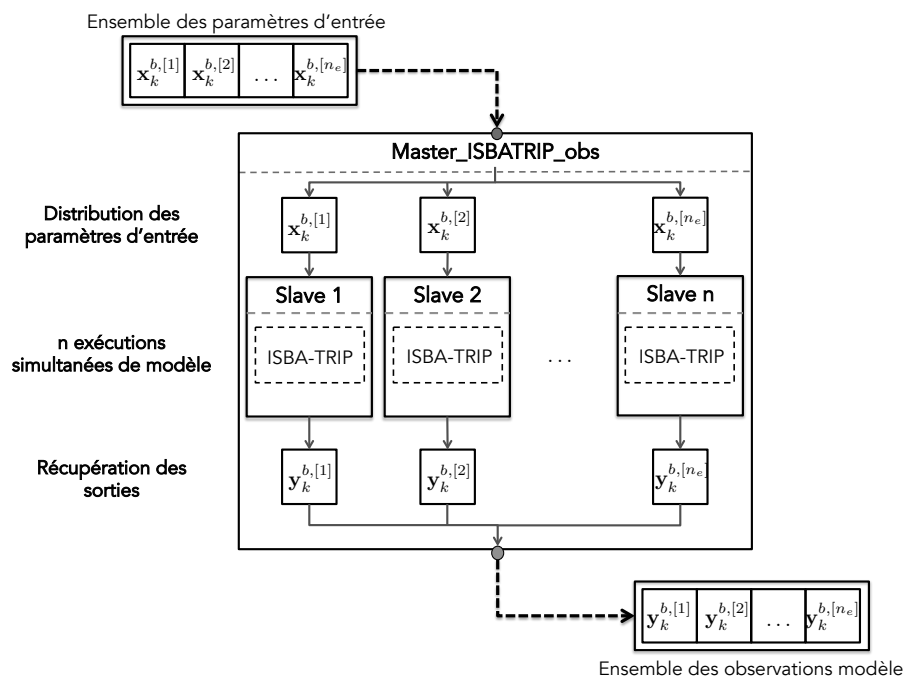 Ensemble des paramètres d'entrée
x_k^{b,[1]} x_k^{b,[2]} ... x_k^{b,[n_e]}
Master_ISBATRIP_obs
Distribution des
paramètres d'entrée
x_k^{b,[1]} x_k^{b,[2]} x_k^{b,[n_e]}
Slave 1 Slave 2 Slave n
n exécutions
simultanées de modèle
ISBA-TRIP ISBA-TRIP ... ISBA-TRIP
Récupération des
sorties
y_k^{b,[1]} y_k^{b,[2]} y_k^{b,[n_e]}
y_k^{b,[1]} y_k^{b,[2]} ... y_k^{b,[n_e]}
Ensemble des observations modèle